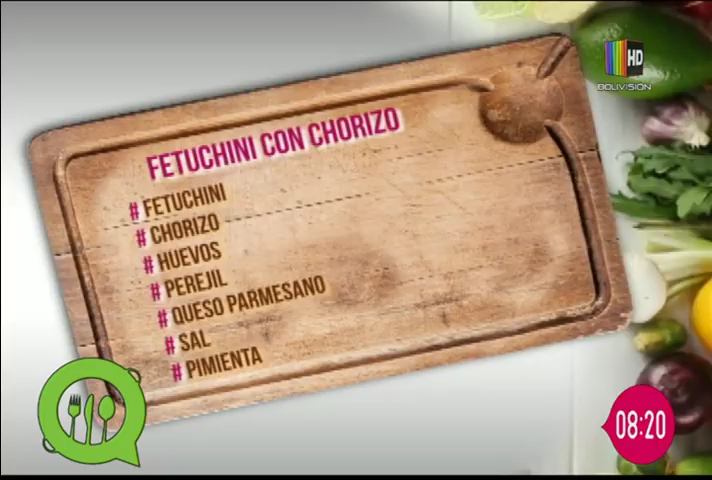 HD
BOLIVISION
FETUCHINI CON CHORIZO
# FETUCHINI
# CHORIZO
# HUEVOS
# PEREJIL
# QUESO PARMESANO
# SAL
# PIMIENTA
08:20